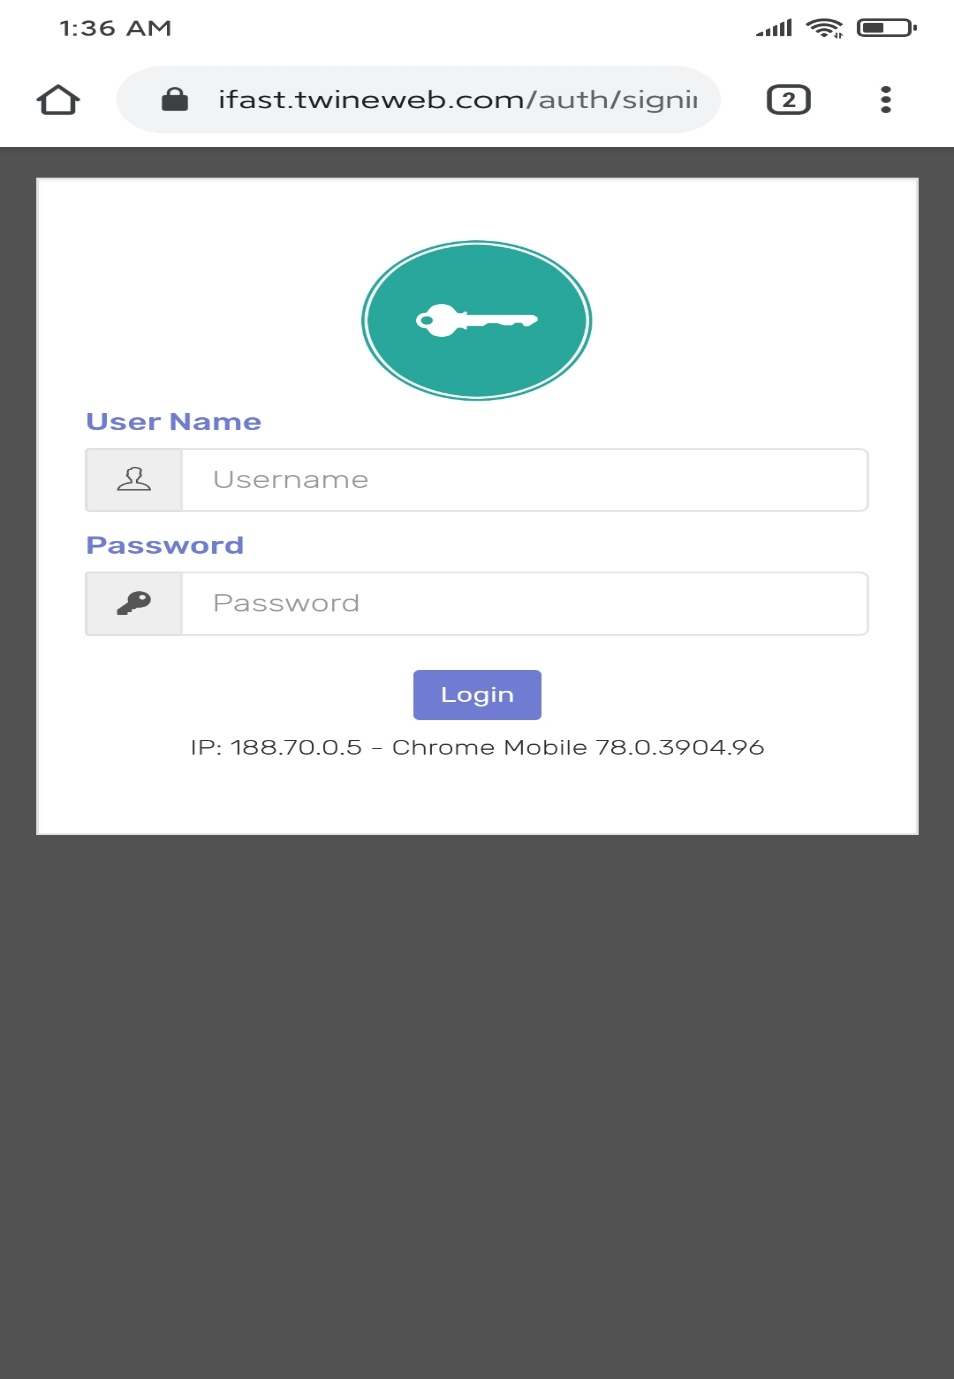 1:36 AM
ifast.twineweb.com/auth/signi
2
User Name
Username
Password
Password
Login
IP: 188.70.0.5 - Chrome Mobile 78.0.3904.96